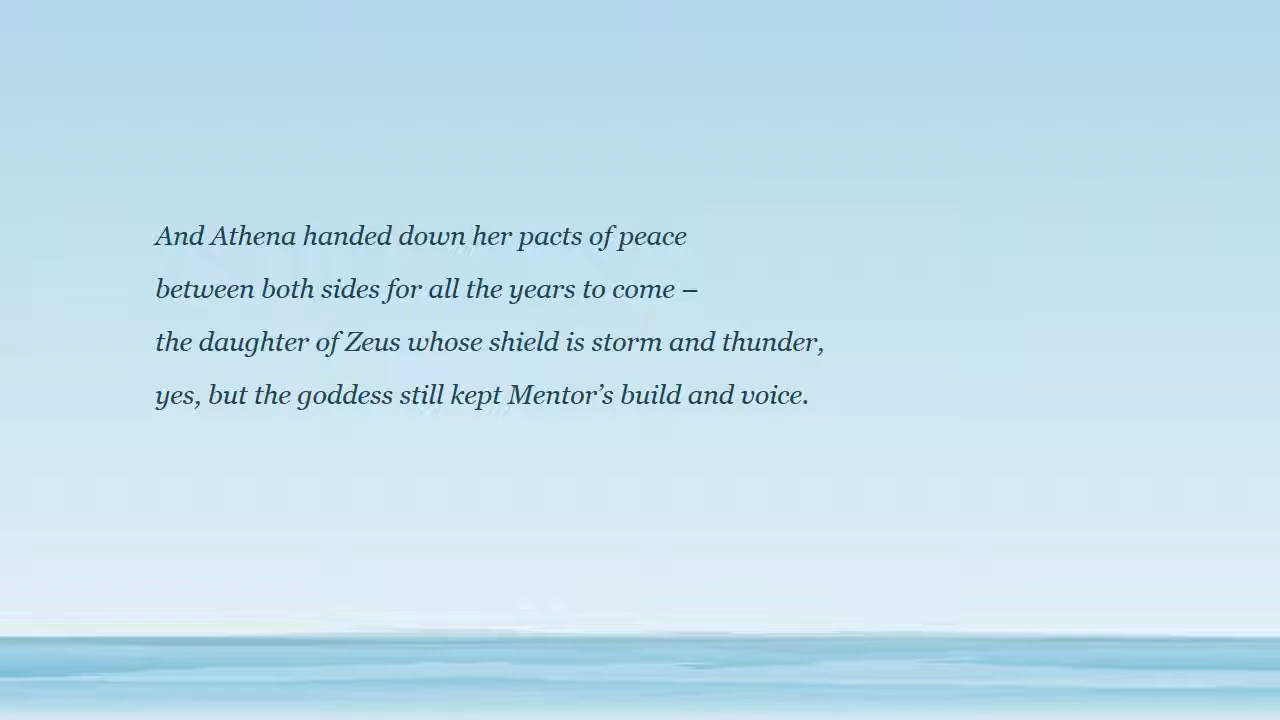 And Athena handed down her pacts of peace
between both sides for all the years to come –
the daughter of Zeus whose shield is storm and thunder,
yes, but the goddess still kept Mentor’s build and voice.